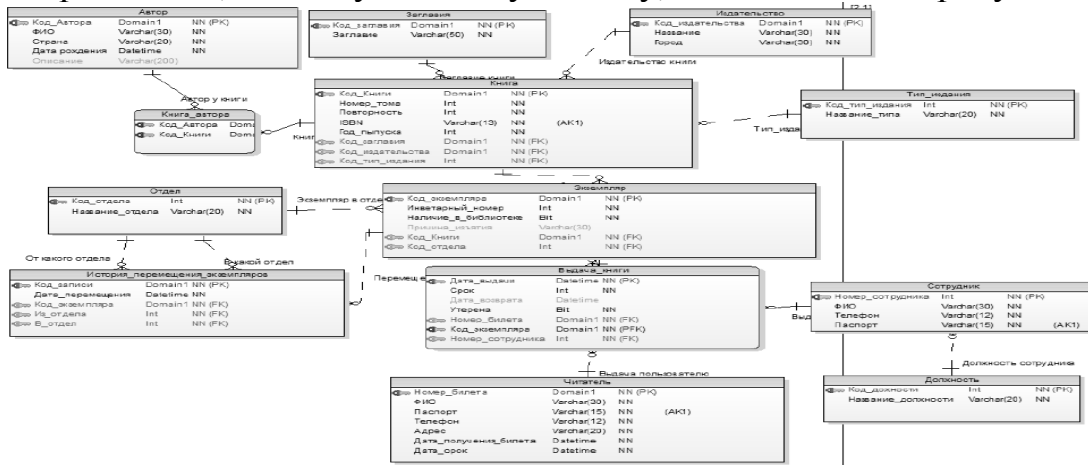 Автор
Код_Автора Domain1 NN (PK)
ФИО Varchar(30) NN
Страна Varchar(20) NN
Дата рождения Datetime NN
Описание Varchar(200)
Заглавия
Код_заглавия Domain1 NN (PK)
Заглавие Varchar(50) NN
Издательство
Код_издательства Domain1 NN (PK)
Название Varchar(30) NN
Город Varchar(30) NN
Издательство книги
Заглавие книги
Автор у книги
Книга_автора
Код_Автора
Код_Книги
Книга
Код_Книги Domain1 NN (PK)
Номер_тома Int NN
Повторность Int NN
ISBN Varchar(13) NN (AK1)
Год_выпуска Int NN
Код_заглавия Domain1 NN (FK)
Код_издательства Domain1 NN (FK)
Код_тип_издания Int NN (FK)
Тип_издания
Код_тип_издания Int NN (PK)
Название_типа Varchar(20) NN
Отдел
Код_отдела Int NN (PK)
Название_отдела Varchar(20) NN
Экземпляр в отде
Экземпляр
Код_экземпляра Domain1 NN (PK)
Инветарный_номер Int NN
Наличие_в_библиотеке Bit NN
Причина_изъятия Varchar(30)
Код_Книги Domain1 NN (FK)
Код_отдела Int NN (FK)
От какого отдела
В какой отдел
История_перемещения_экземпляров
Код_записи Domain1 NN (PK)
Дата_перемещения Datetime NN
Код_экземпляра Domain1 NN (FK)
Из_отдела Int NN (FK)
В_отдел Int NN (FK)
Перемеще
Выдача_книги
Дата_выдачи Datetime NN (PK)
Срок Int NN
Дата_возврата Datetime
Утеряна Bit NN
Номер_билета Domain1 NN (FK)
Код_экземпляра Domain1 NN (PFK)
Номер_сотрудника Int NN (FK)
Сотрудник
Номер_сотрудника Int NN (PK)
ФИО Varchar(30) NN
Телефон Varchar(12) NN
Паспорт Varchar(15) NN (AK1)
Должность сотрудника
Должность
Код_должности Int NN (PK)
Название_должности Varchar(20) NN
Выдача пользователю
Читатель
Номер_билета Domain1 NN (PK)
ФИО Varchar(30) NN
Паспорт Varchar(15) NN (AK1)
Телефон Varchar(12) NN
Адрес Varchar(20) NN
Дата_получения_билета Datetime NN
Дата_срок Datetime NN